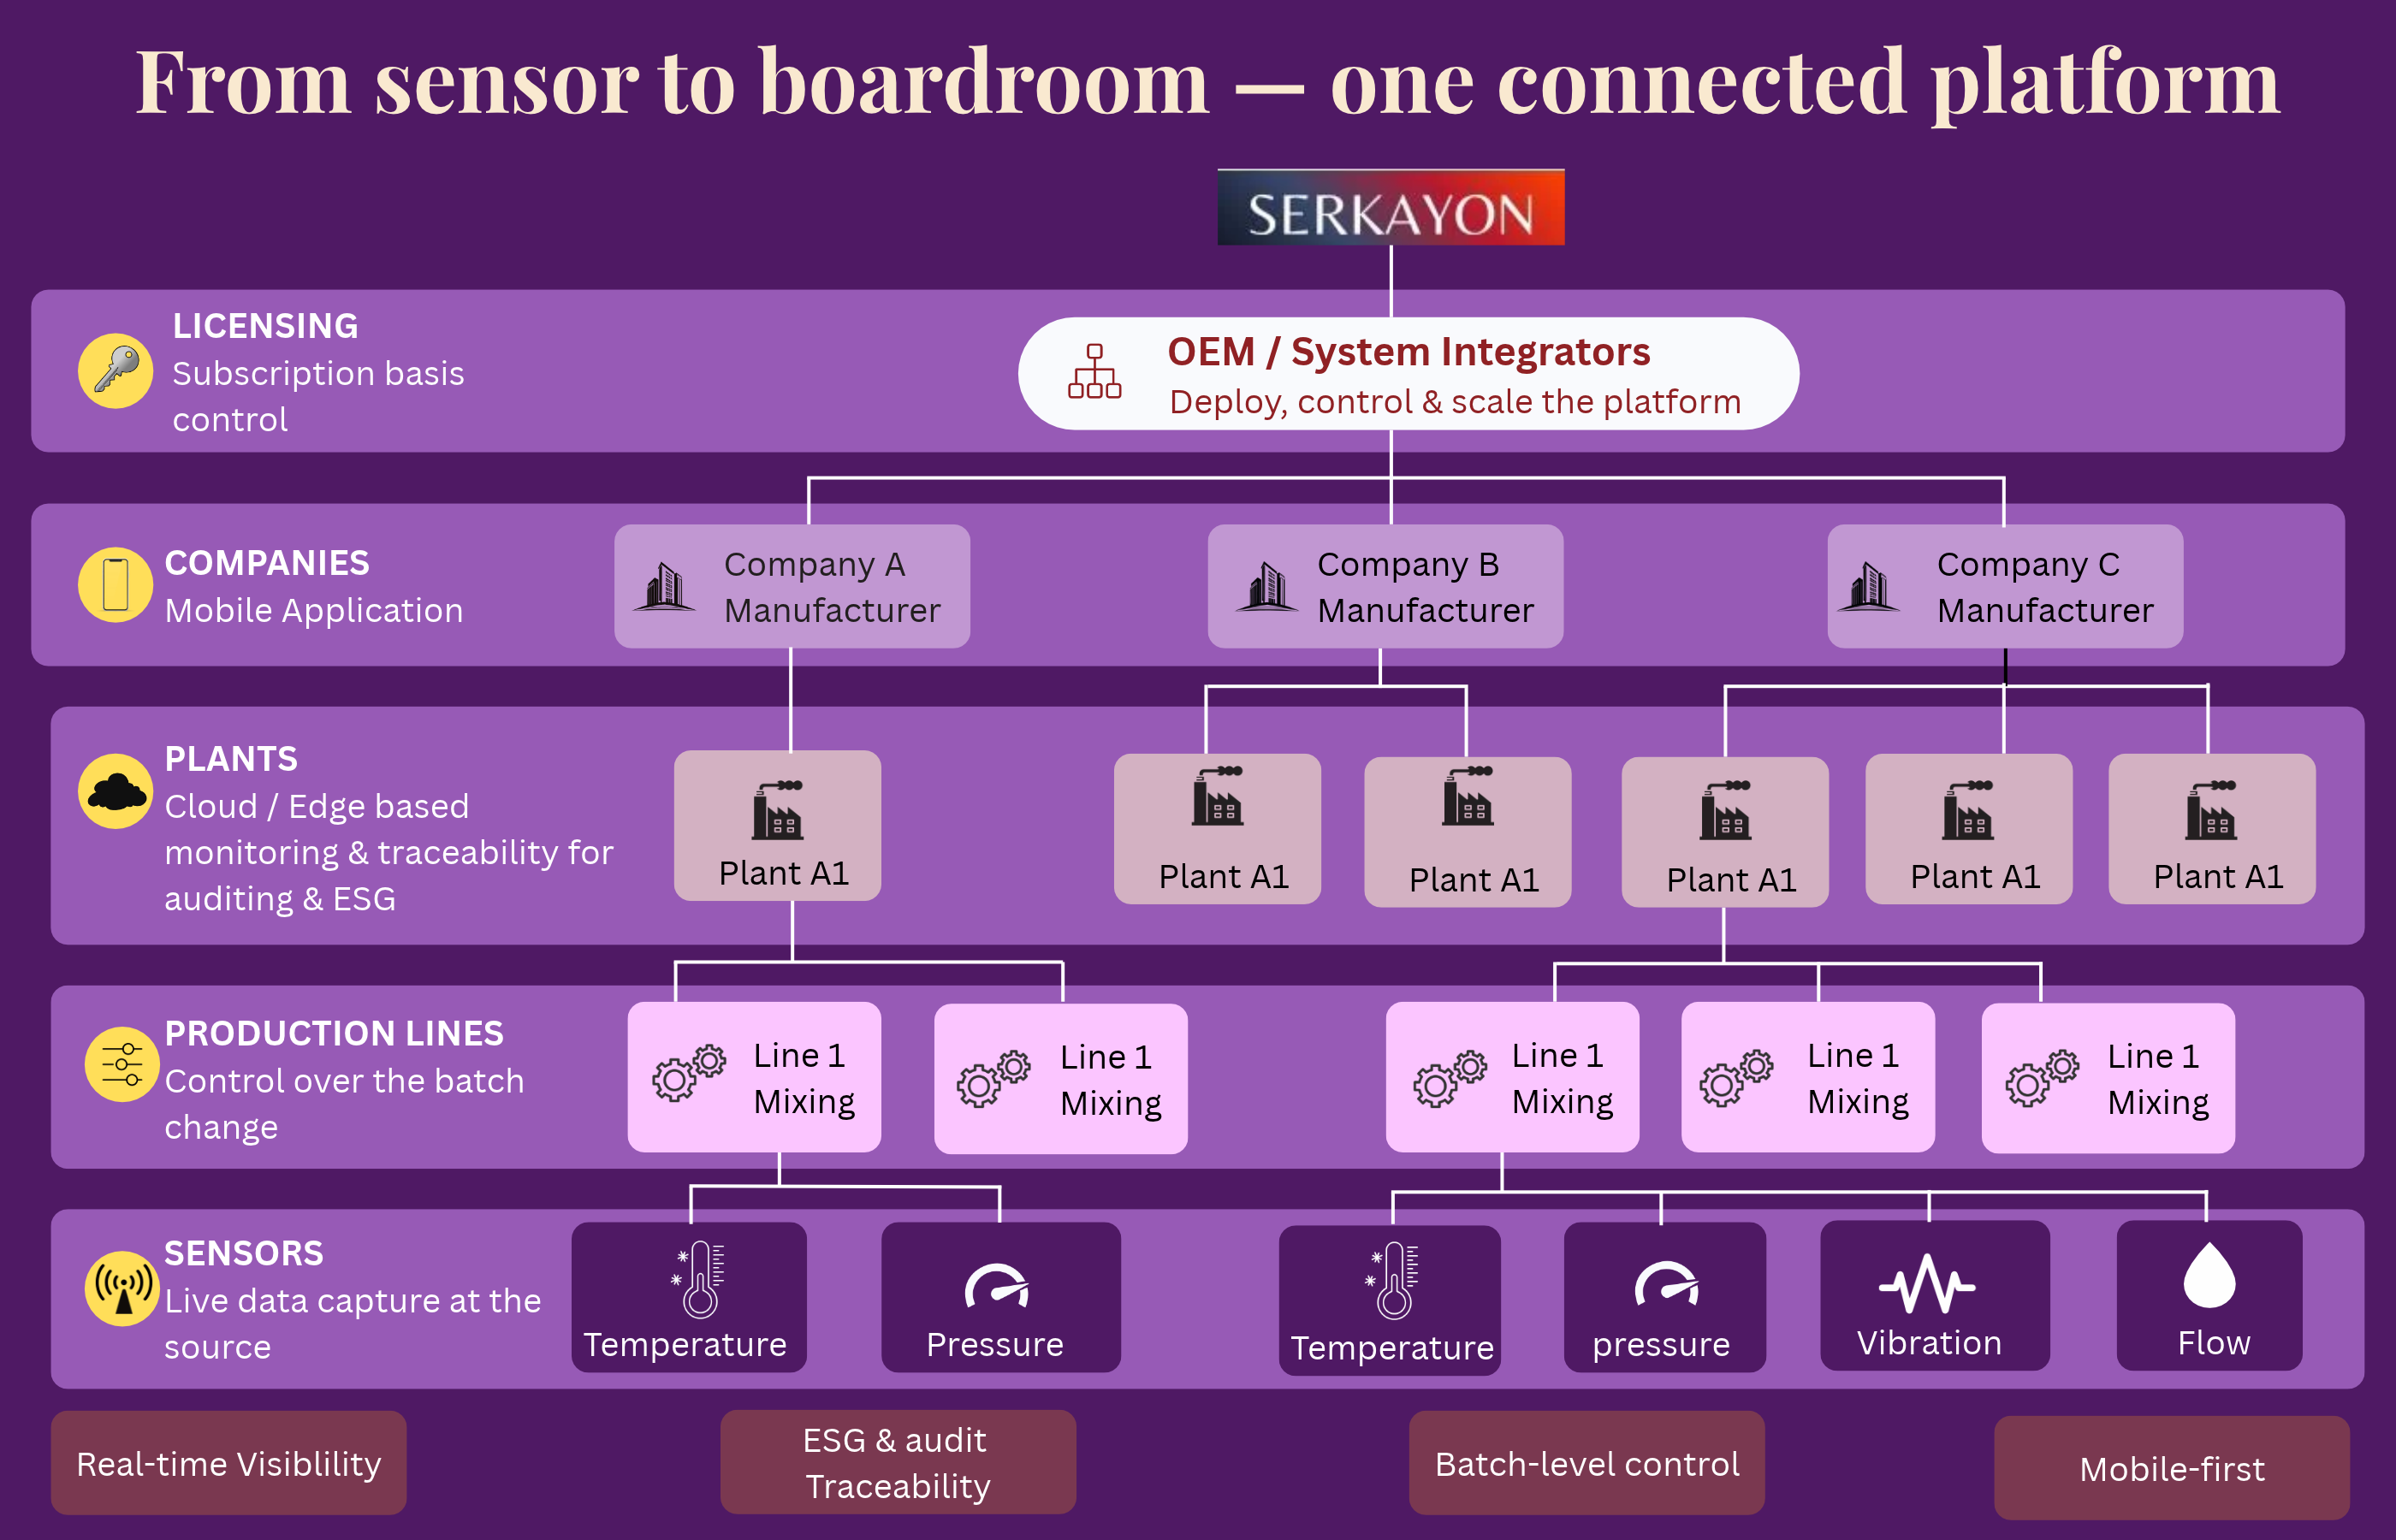 From sensor to boardroom — one connected platform
SERKAYON
LICENSING
Subscription basis
control
OEM / System Integrators
Deploy, control & scale the platform
COMPANIES
Mobile Application
Company A
Manufacturer
Company B
Manufacturer
Company C
Manufacturer
PLANTS
Cloud / Edge based
monitoring & traceability for
auditing & ESG
Plant A1
Plant A1
Plant A1
Plant A1
Plant A1
Plant A1
PRODUCTION LINES
Control over the batch
change
Line 1
Mixing
Line 1
Mixing
Line 1
Mixing
Line 1
Mixing
Line 1
Mixing
SENSORS
Live data capture at the
source
Temperature
Pressure
Temperature
pressure
Vibration
Flow
Real-time Visiblility
ESG & audit
Traceability
Batch-level control
Mobile-first